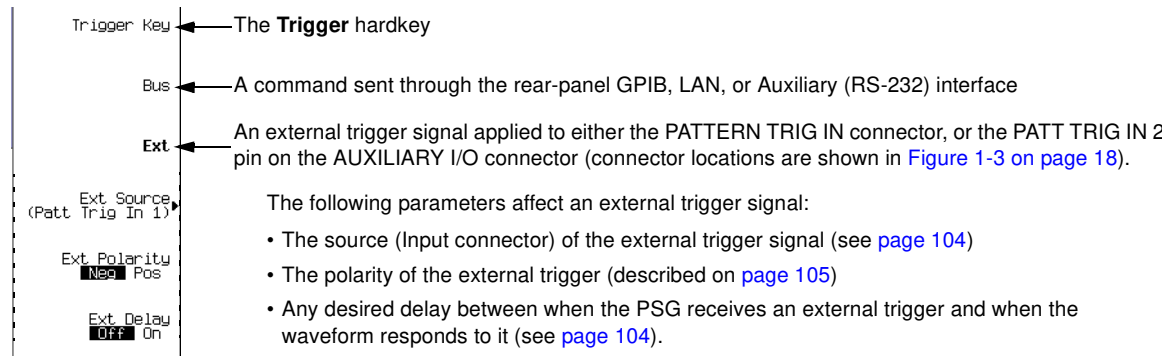 Trigger Key
The Trigger hardkey
Bus
A command sent through the rear-panel GPIB, LAN, or Auxiliary (RS-232) interface
Ext
An external trigger signal applied to either the PATTERN TRIG IN connector, or the PATT TRIG IN 2
pin on the AUXILIARY I/O connector (connector locations are shown in Figure 1-3 on page 18).
Ext Source
(Patt Trig In 1)
The following parameters affect an external trigger signal:
• The source (Input connector) of the external trigger signal (see page 104)
Ext Polarity
Neg Pos
• The polarity of the external trigger (described on page 105)
Ext Delay
Off On
• Any desired delay between when the PSG receives an external trigger and when the
waveform responds to it (see page 104).